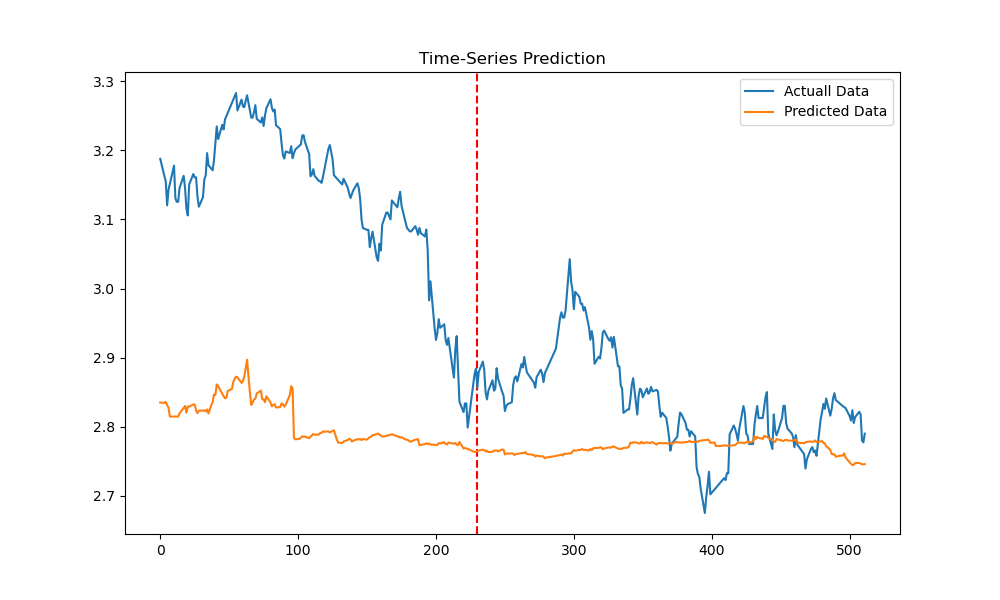 Time-Series Prediction
Actuall Data
Predicted Data
3.3
3.2
3.1
3.0
2.9
2.8
2.7
0 100 200 300 400 500